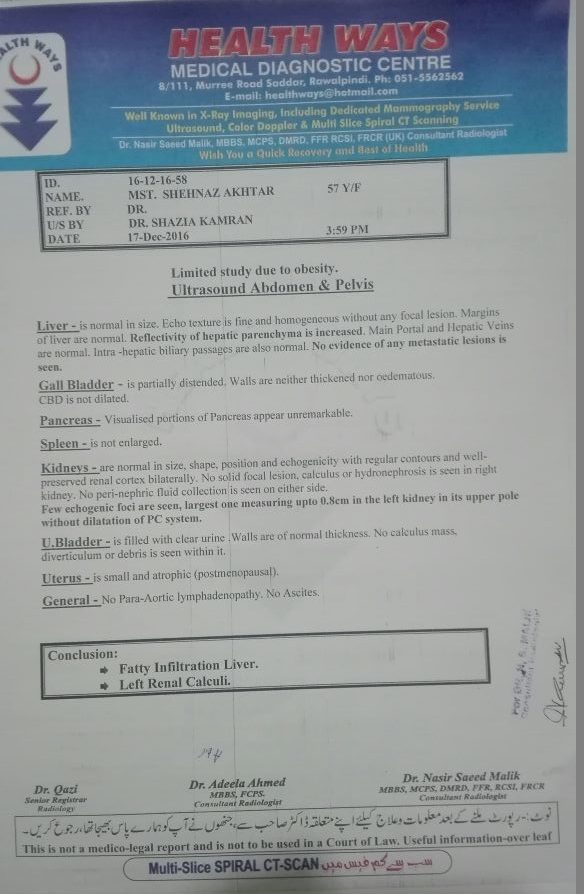 HEALTH WAYS
HEALTH WAYS
MEDICAL DIAGNOSTIC CENTRE
8/111, Murree Road Saddar, Rawalpindi. Ph: 051-5562562
E-mail: healthways@hotmail.com
Well Known in X-Ray Imaging, Including Dedicated Mammography Service
Ultrasound, Color Doppler & Multi Slice Spiral CT Scanning
Dr. Nasir Saeed Malik, MBBS, MCPS, DMRD, FFR RCSI, FRCR (UK) Consultant Radiologist
Wish You a Quick Recovery and Best of Health
ID. 16-12-16-58
NAME. MST. SHEHNAZ AKHTAR 57 Y/F
REF. BY DR.
U/S BY DR. SHAZIA KAMRAN
DATE 17-Dec-2016 3:59 PM
Limited study due to obesity.
Ultrasound Abdomen & Pelvis
Liver - is normal in size. Echo texture is fine and homogeneous without any focal lesion. Margins
of liver are normal. Reflectivity of hepatic parenchyma is increased. Main Portal and Hepatic Veins
are normal. Intra -hepatic biliary passages are also normal. No evidence of any metastatic lesions is
seen.
Gall Bladder - is partially distended. Walls are neither thickened nor oedematous.
CBD is not dilated.
Pancreas - Visualised portions of Pancreas appear unremarkable.
Spleen - is not enlarged.
Kidneys - are normal in size, shape, position and echogenicity with regular contours and well-
preserved renal cortex bilaterally. No solid focal lesion, calculus or hydronephrosis is seen in right
kidney. No peri-nephric fluid collection is seen on either side.
Few echogenic foci are seen, largest one measuring upto 0.8cm in the left kidney in its upper pole
without dilatation of PC system.
U.Bladder - is filled with clear urine .Walls are of normal thickness. No calculus mass,
diverticulum or debris is seen within it.
Uterus - is small and atrophic (postmenopausal).
General - No Para-Aortic lymphadenopathy. No Ascites.
Conclusion:
➔ Fatty Infiltration Liver.
➔ Left Renal Calculi.
Dr. Qazi
Senior Registrar
Radiology
Dr. Adeela Ahmed
MBBS, FCPS.
Consultant Radiologist
Dr. Nasir Saeed Malik
MBBS, MCPS, DMRD, FFR, RCSI, FRCR
Consultant Radiologist
نوٹ:- رپورٹ ملنے کے بعد معلومات وعلاج کیلئے اپنے متعلقہ ڈاکٹر صاحب سے، جنھوں نے آپ کو ہمارے پاس بھیجا تھا، رجوع کریں۔
This is not a medico-legal report and is not to be used in a Court of Law. Useful information-over leaf
Multi-Slice SPIRAL CT-SCAN سب سے کم فیس میں